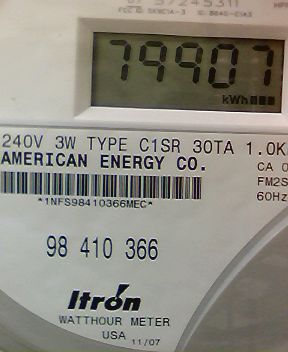 79907
kWh
240V 3W TYPE C1SR 30TA 1.0K
AMERICAN ENERGY CO.
CA 0
FM2S
60Hz
*1NFS98410366MEC*
98 410 366
Itrón
WATTHOUR METER
USA 11/07